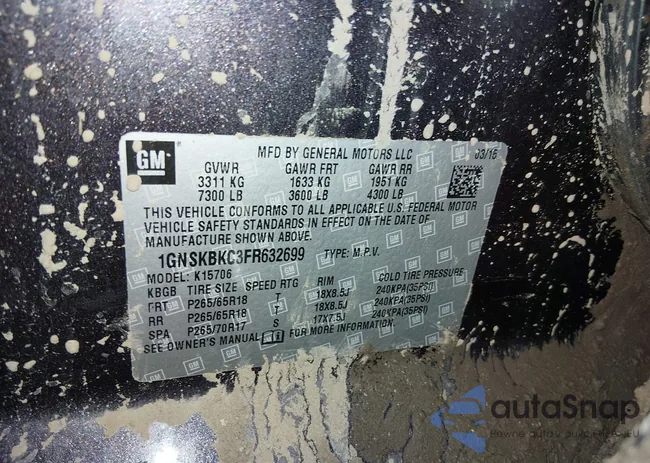 GM
MFD BY GENERAL MOTORS LLC
03/15
GVWR GAWR FRT GAWR RR
3311 KG 1633 KG 1951 KG
7300 LB 3600 LB 4300 LB
THIS VEHICLE CONFORMS TO ALL APPLICABLE U.S. FEDERAL MOTOR
VEHICLE SAFETY STANDARDS IN EFFECT ON THE DATE OF
MANUFACTURE SHOWN ABOVE.
1GNSKBKC3FR632699 TYPE: M.P.V.
MODEL: K15706
KBGB TIRE SIZE SPEED RTG RIM COLD TIRE PRESSURE
FRT P265/65R18 T 18X8.5J 240KPA(35PSI)
RR P265/65R18 T 18X8.5J 240KPA(35PSI)
SPA P265/70R17 S 17X7.5J 240KPA(35PSI)
SEE OWNER'S MANUAL FOR MORE INFORMATION.
autaSnap